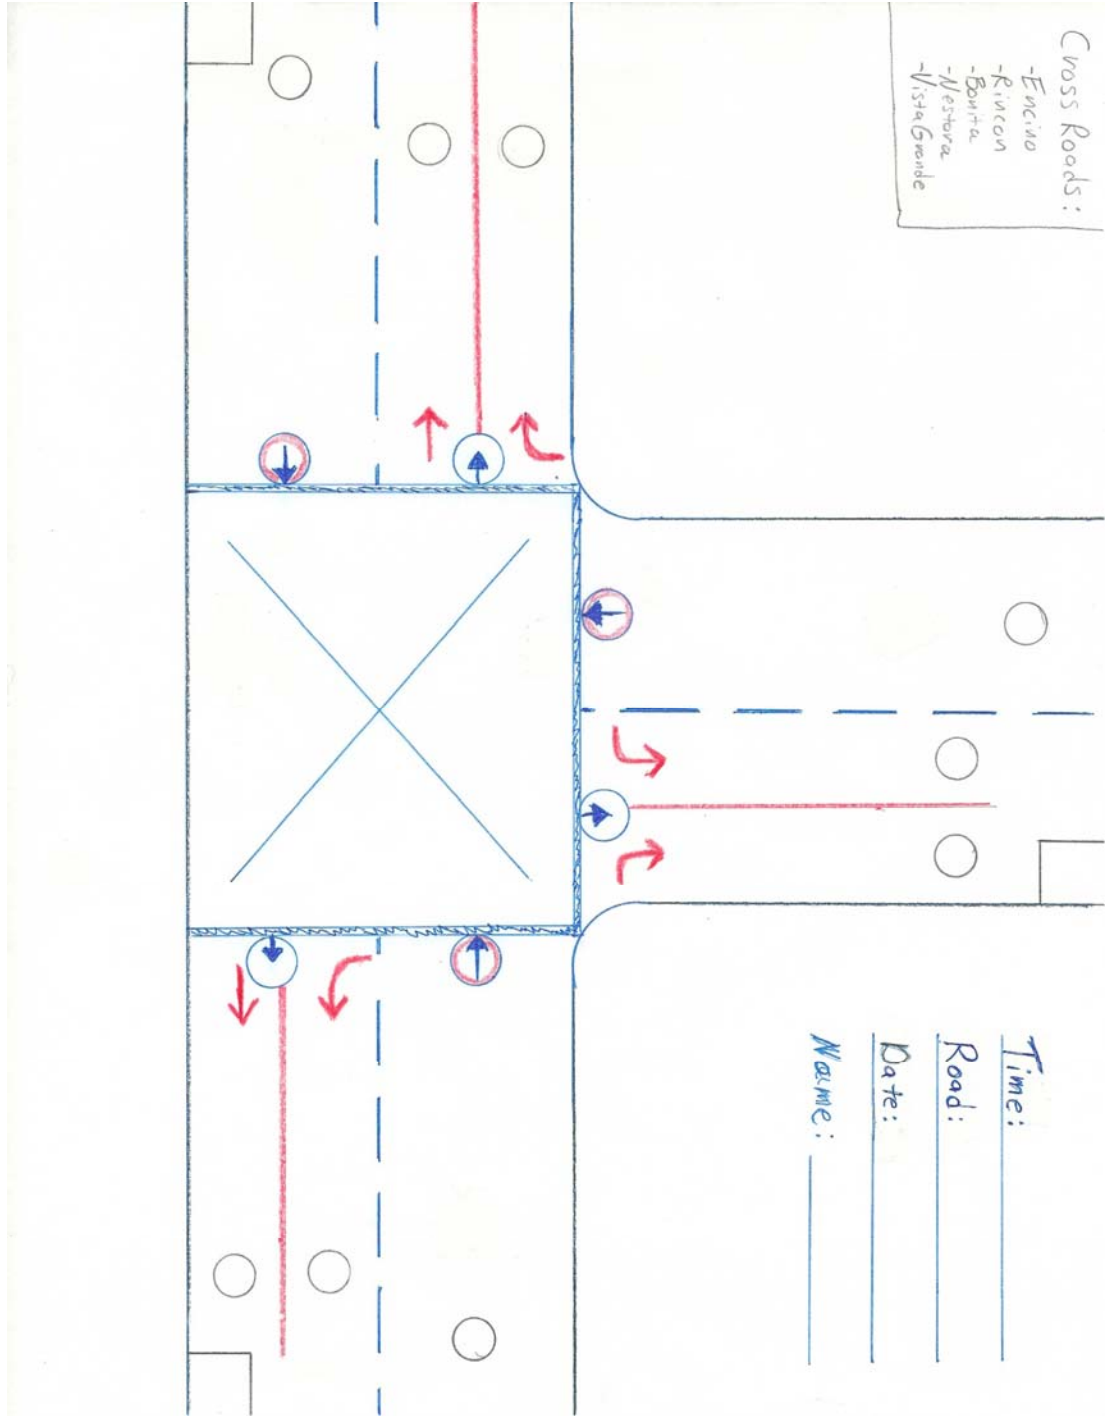 Cross Roads:
-Encino
-Rincon
-Bonita
-Nestora
-Vista Grande
Time:
Road:
Date:
Name: